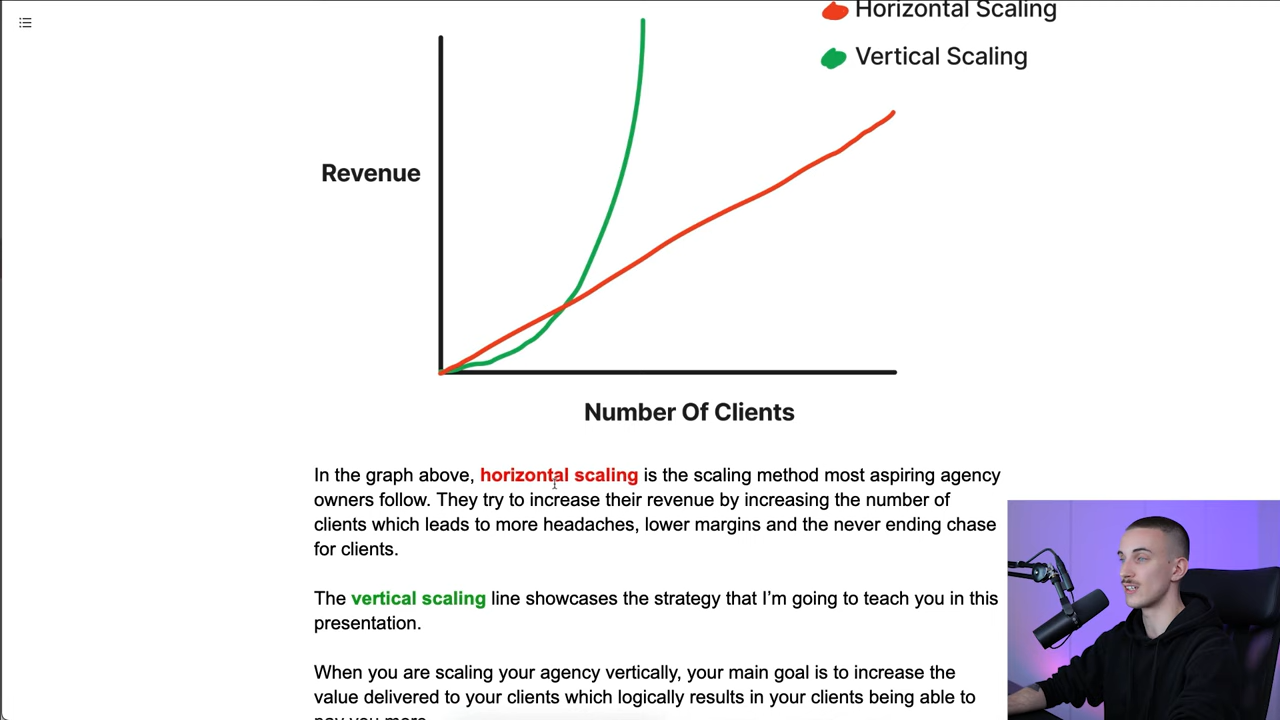 Horizontal Scaling
Vertical Scaling
Revenue
Number Of Clients
In the graph above, horizontal scaling is the scaling method most aspiring agency
owners follow. They try to increase their revenue by increasing the number of
clients which leads to more headaches, lower margins and the never ending chase
for clients.
The vertical scaling line showcases the strategy that I’m going to teach you in this
presentation.
When you are scaling your agency vertically, your main goal is to increase the
value delivered to your clients which logically results in your clients being able to
pay you more